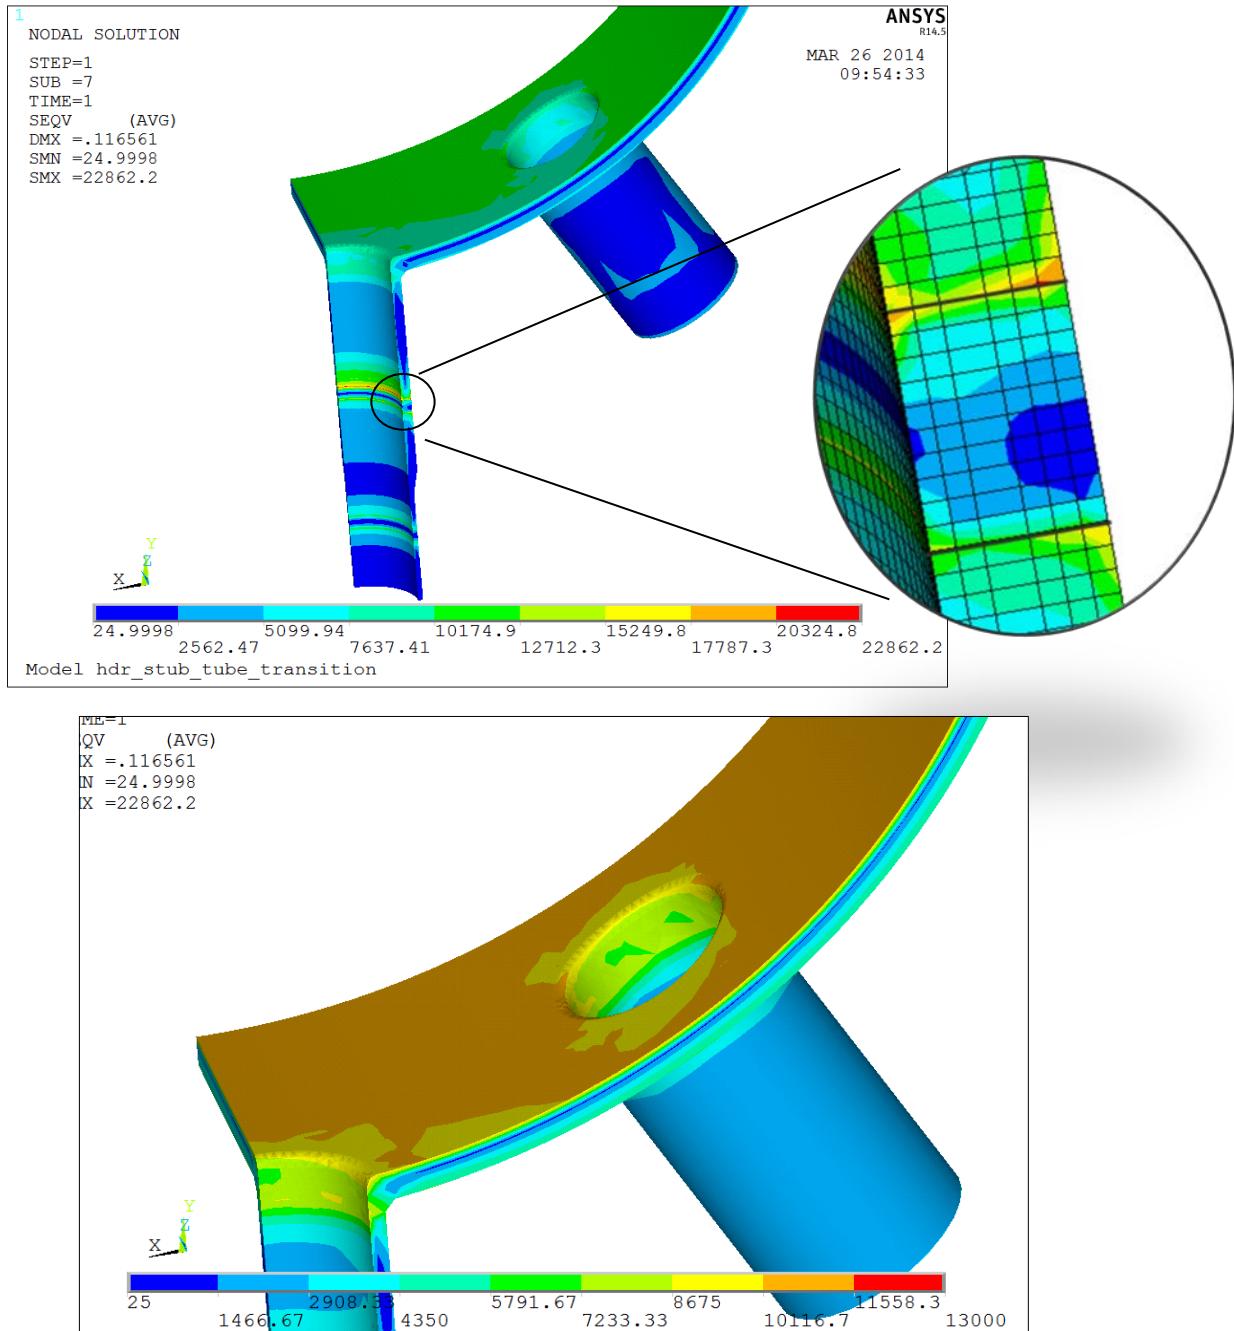 1
NODAL SOLUTION
STEP=1
SUB =7
TIME=1
SEQV (AVG)
DMX =.116561
SMN =24.9998
SMX =22862.2
ANSYS
R14.5
MAR 26 2014
09:54:33
Y
Z
X
24.9998 5099.94 10174.9 15249.8 20324.8
2562.47 7637.41 12712.3 17787.3 22862.2
Model hdr_stub_tube_transition
ME=1
QV (AVG)
X =.116561
N =24.9998
X =22862.2
Y
Z
X
25 2908.33 5791.67 8675 11558.3
1466.67 4350 7233.33 10116.7 13000